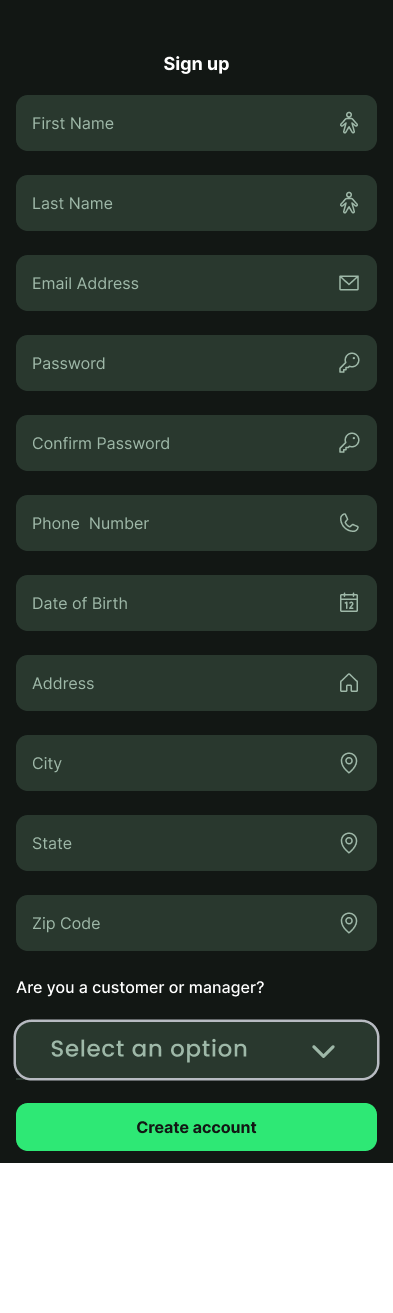 Sign up
First Name
Last Name
Email Address
Password
Confirm Password
Phone  Number
Date of Birth
12
Address
City
State
Zip Code
Are you a customer or manager?
Select an option
Create account